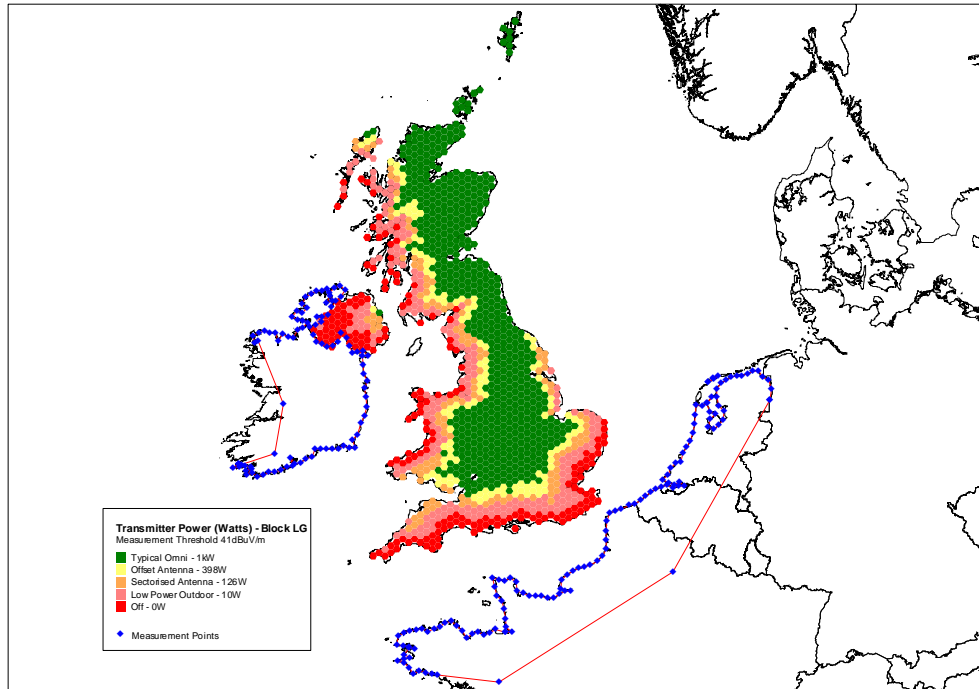 Transmitter Power (Watts) - Block LG
Measurement Threshold 41dBuV/m
Typical Omni - 1kW
Offset Antenna - 398W
Sectorised Antenna - 126W
Low Power Outdoor - 10W
Off - 0W
Measurement Points